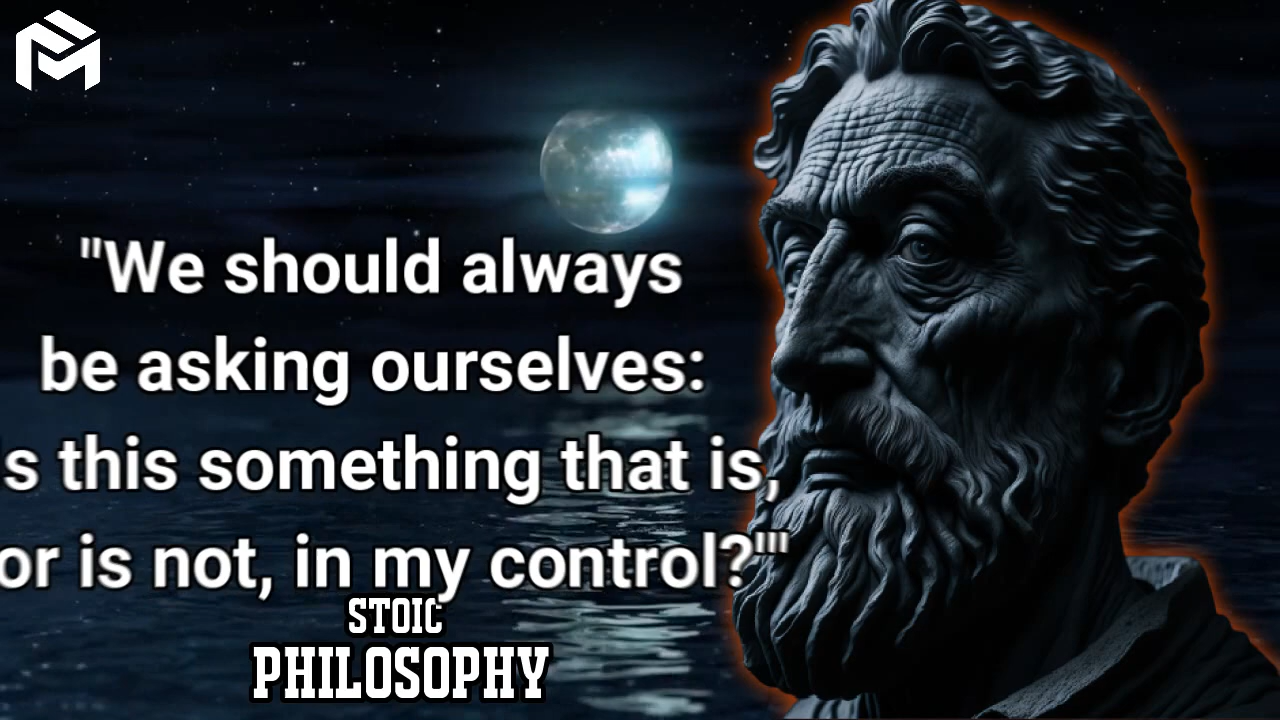 "We should always
be asking ourselves:
s this something that is,
or is not, in my control?'"
STOIC
PHILOSOPHY